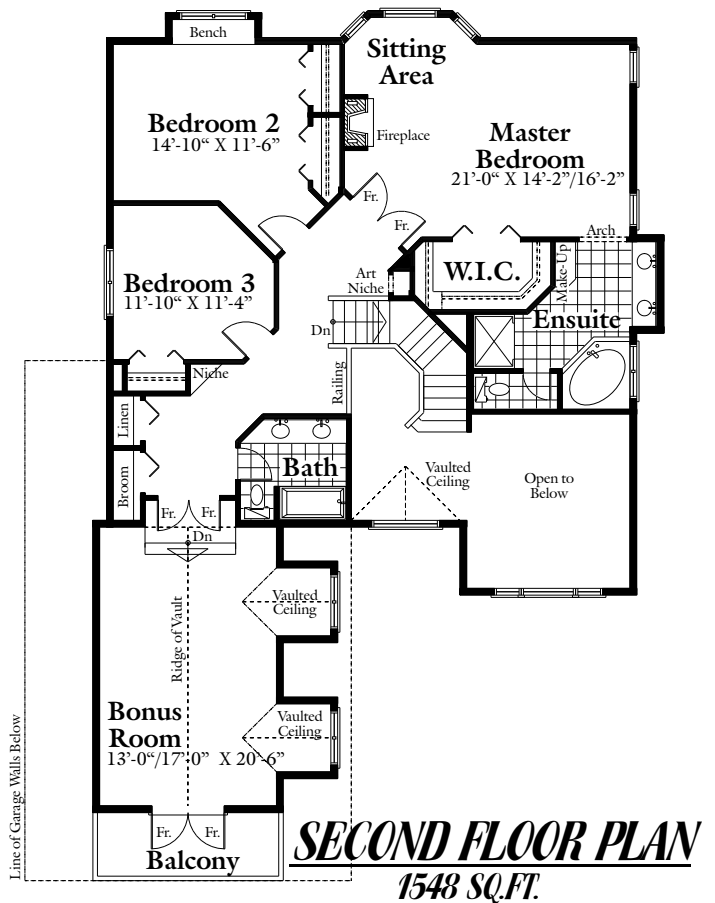 Bench
Sitting
Area
Bedroom 2
14'-10“ X 11'-6”
Fireplace
Master
Bedroom
21'-0“ X 14'-2”/16'-2”
Fr.
Fr.
Arch
Bedroom 3
11'-10“ X 11'-4”
Art
Niche
W.I.C.
Make-Up
Ensuite
Dn
Niche
Railing
Linen
Broom
Bath
Vaulted
Ceiling
Open to
Below
Fr.
Fr.
Dn
Ridge of Vault
Vaulted
Ceiling
Bonus
Room
13'-0“/17'-0” X 20'-6”
Vaulted
Ceiling
Line of Garage Walls Below
Fr.
Fr.
Balcony
SECOND FLOOR PLAN
1548 SQ.FT.